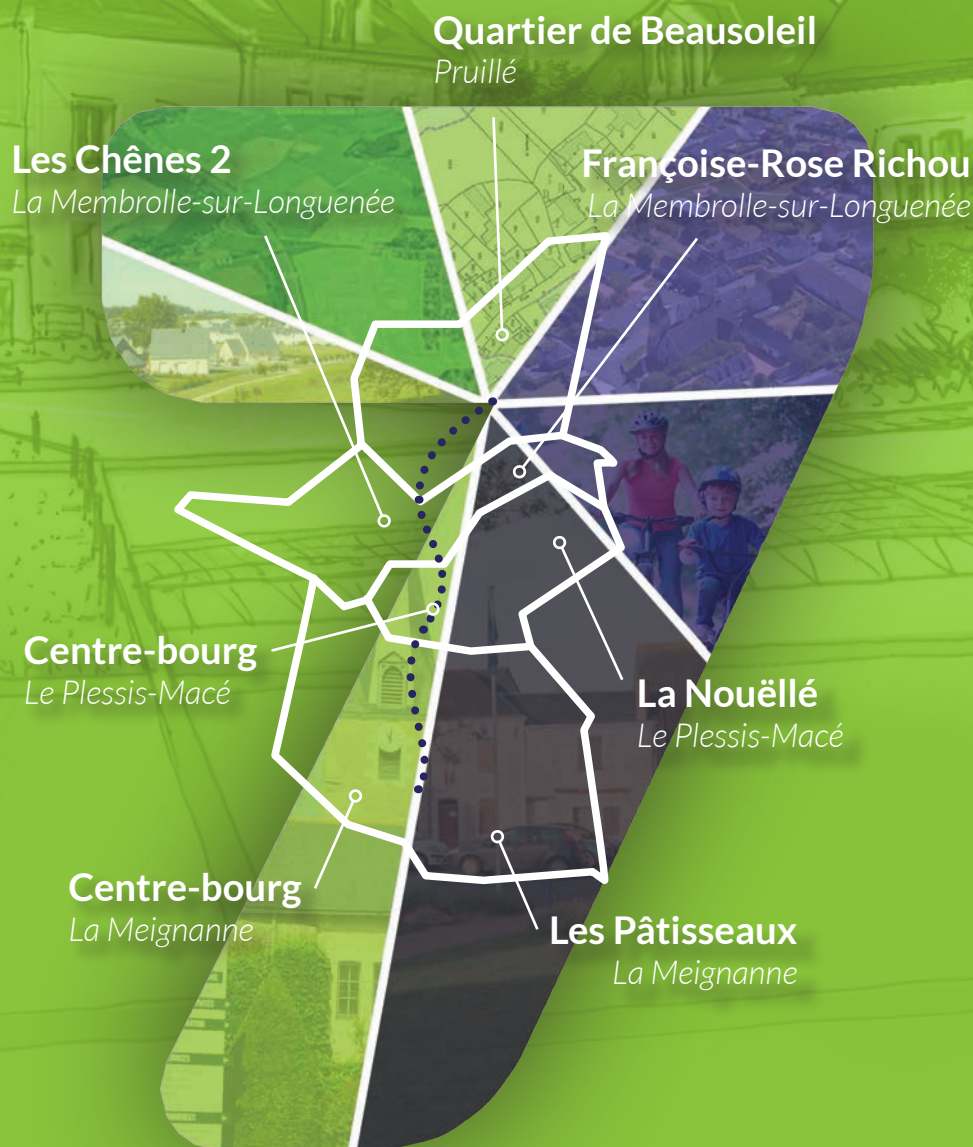 Quartier de Beausoleil
Pruillé
Les Chênes 2
La Membrolle-sur-Longuenée
Françoise-Rose Richou
La Membrolle-sur-Longuenée
Centre-bourg
Le Plessis-Macé
La Nouëllé
Le Plessis-Macé
Centre-bourg
La Meignanne
Les Pâtisseaux
La Meignanne